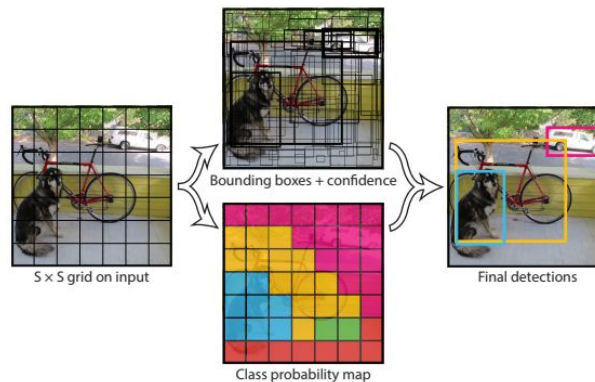 Bounding boxes + confidence
S × S grid on input
Final detections
Class probability map